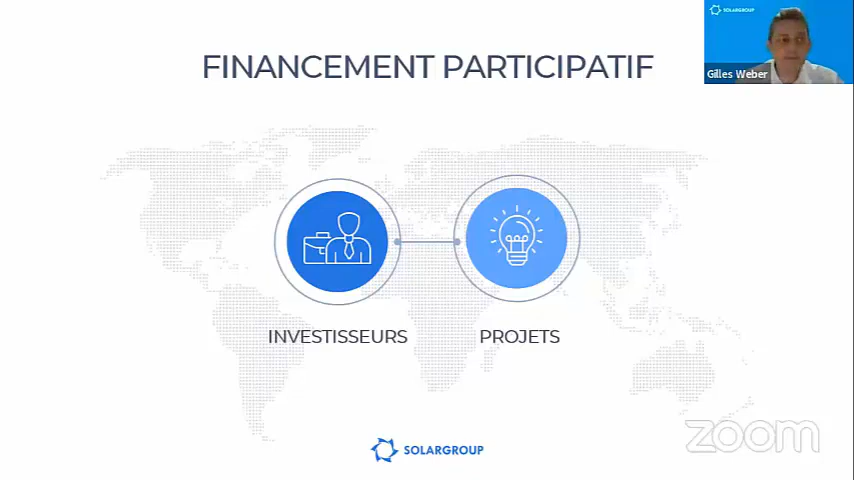 SOLARGROUP
Gilles Weber
FINANCEMENT PARTICIPATIF
INVESTISSEURS
PROJETS
SOLARGROUP
zoom